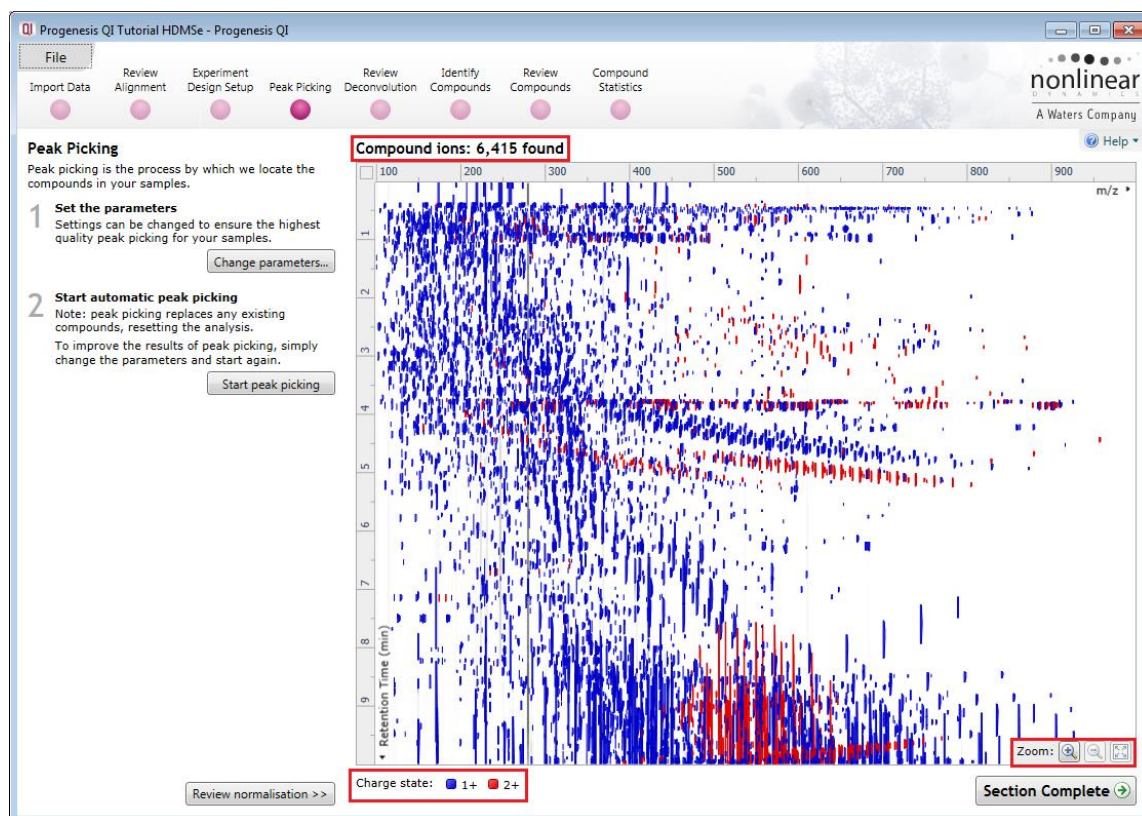 Progenesis QI Tutorial HDMSe - Progenesis QI
File
Import Data
Review Alignment
Experiment Design Setup
Peak Picking
Review Deconvolution
Identify Compounds
Review Compounds
Compound Statistics
nonlinear
DYNAMICS
A Waters Company
Help
Peak Picking
Peak picking is the process by which we locate the
compounds in your samples.
1 Set the parameters
Settings can be changed to ensure the highest
quality peak picking for your samples.
Change parameters...
2 Start automatic peak picking
Note: peak picking replaces any existing
compounds, resetting the analysis.
To improve the results of peak picking, simply
change the parameters and start again.
Start peak picking
Review normalisation >>
Compound ions: 6,415 found
100 200 300 400 500 600 700 800 900
m/z
1
2
3
4
5
6
7
8
9
Retention Time (min)
Zoom:
Charge state: 1+ 2+
Section Complete